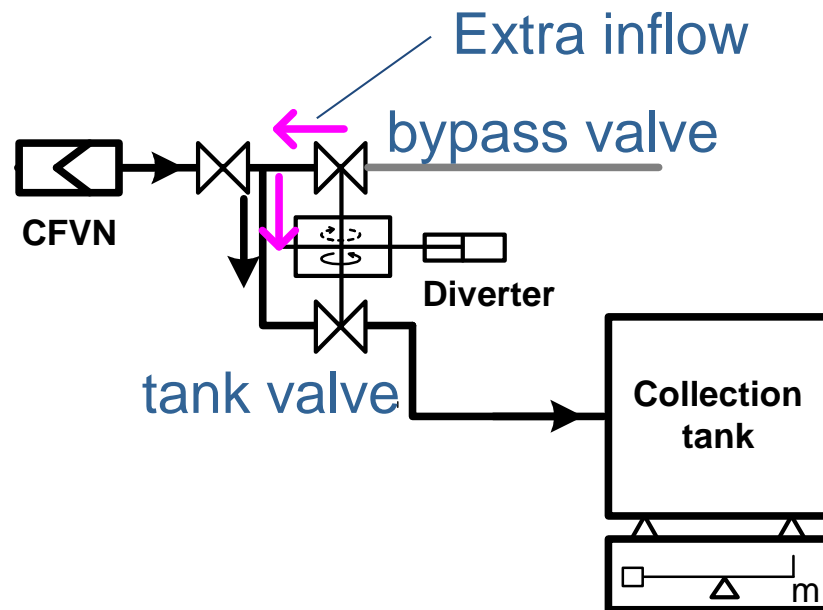 Extra inflow
bypass valve
CFVN
Diverter
tank valve
Collection
tank
m